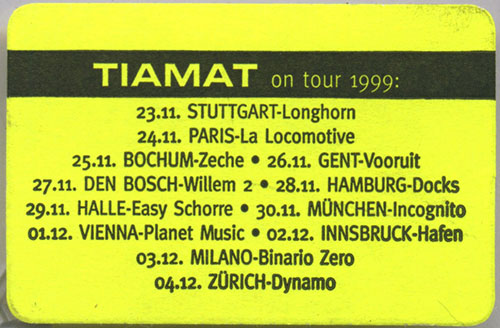 TIAMAT on tour 1999:
23.11. STUTTGART-Longhorn
24.11. PARIS-La Locomotive
25.11. BOCHUM-Zeche • 26.11. GENT-Vooruit
27.11. DEN BOSCH-Willem 2 • 28.11. HAMBURG-Docks
29.11. HALLE-Easy Schorre • 30.11. MÜNCHEN-Incognito
01.12. VIENNA-Planet Music • 02.12. INNSBRUCK-Hafen
03.12. MILANO-Binario Zero
04.12. ZÜRICH-Dynamo